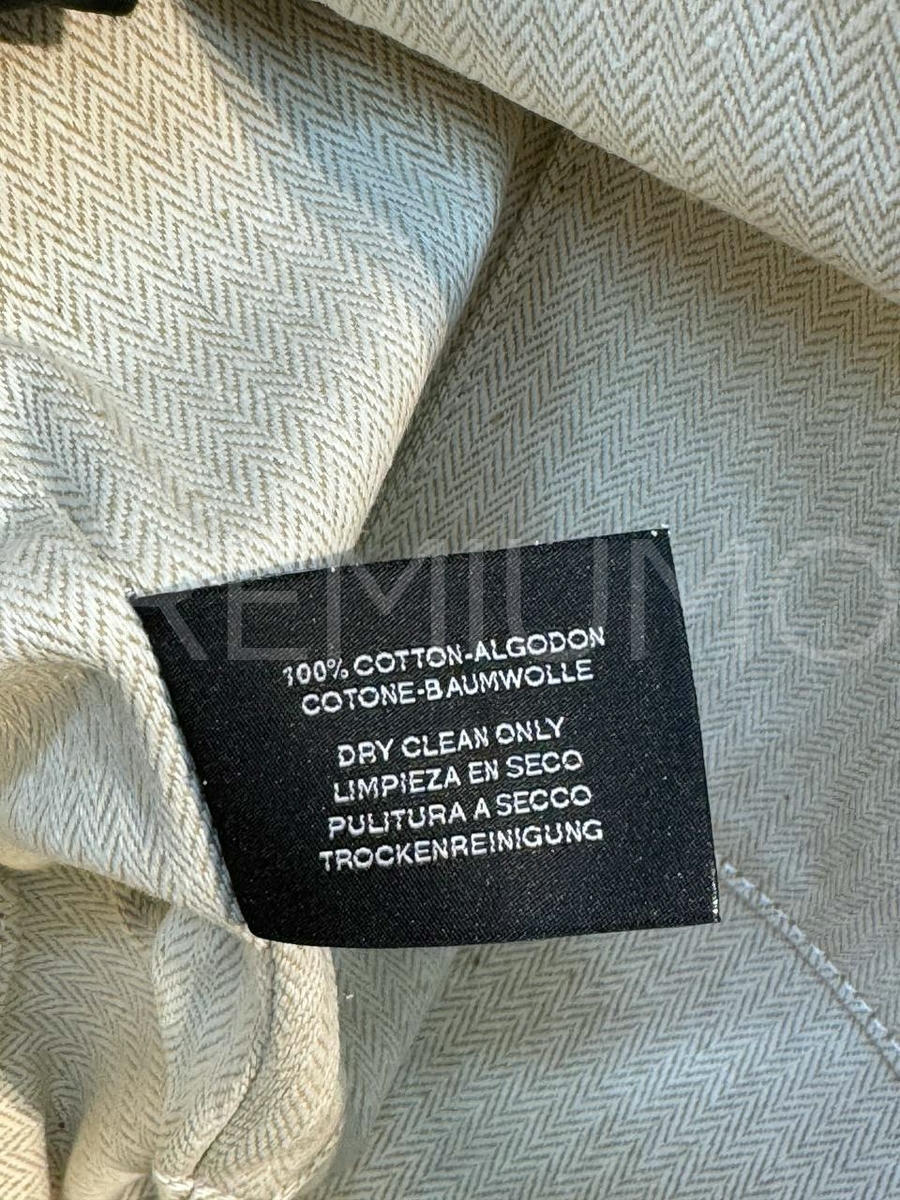 100% COTTON-ALGODON
COTONE-BAUMWOLLE
DRY CLEAN ONLY
LIMPIEZA EN SECO
PULITURA A SECCO
TROCKENREINIGUNG